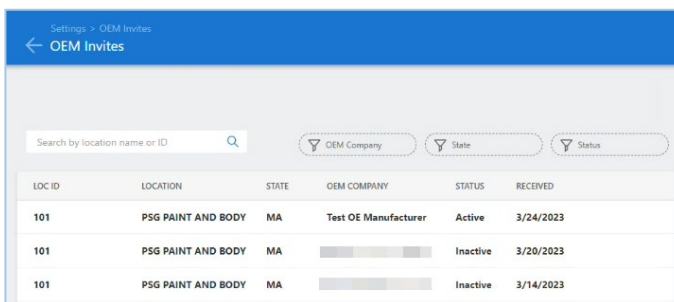 Settings > OEM Invites
OEM Invites
Search by location name or ID
OEM Company
State
Status
LOC ID LOCATION STATE OEM COMPANY STATUS RECEIVED
101 PSG PAINT AND BODY MA Test OE Manufacturer Active 3/24/2023
101 PSG PAINT AND BODY MA Inactive 3/20/2023
101 PSG PAINT AND BODY MA Inactive 3/14/2023